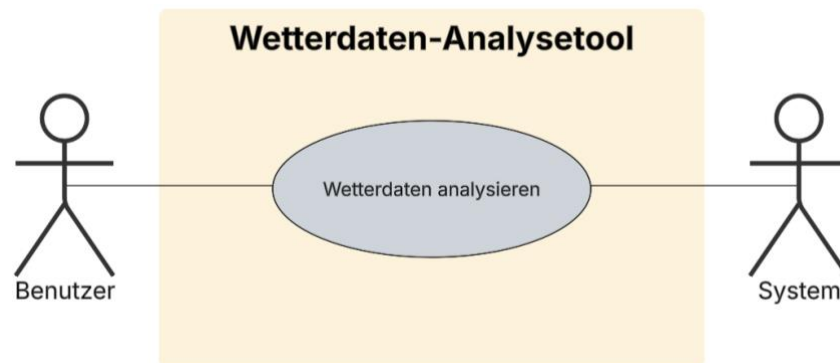 Wetterdaten-Analysetool
Wetterdaten analysieren
Benutzer
System